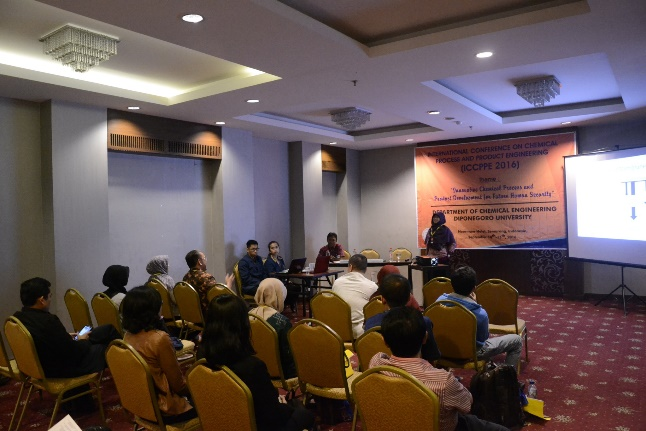 INTERNATIONAL CONFERENCE ON CHEMICAL
PROCESS AND PRODUCT ENGINEERING
(ICCPPE 2016)
Theme :
"Innovative Chemical Process and
Product Development for Future Human Security"
DEPARTMENT OF CHEMICAL ENGINEERING
DIPONEGORO UNIVERSITY